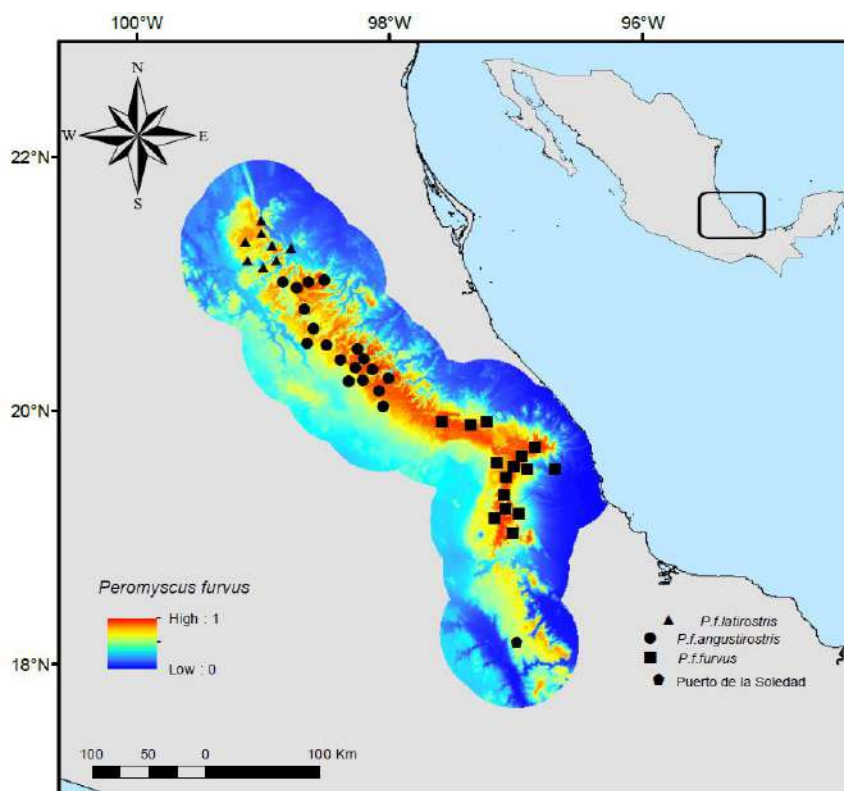 100°W 98°W 96°W
N
W E
S
22°N
20°N
18°N
Peromyscus furvus
High : 1
Low : 0
P.f.latirostris
P.f.angustirostris
P.f.furvus
Puerto de la Soledad
100 50 0 100 Km